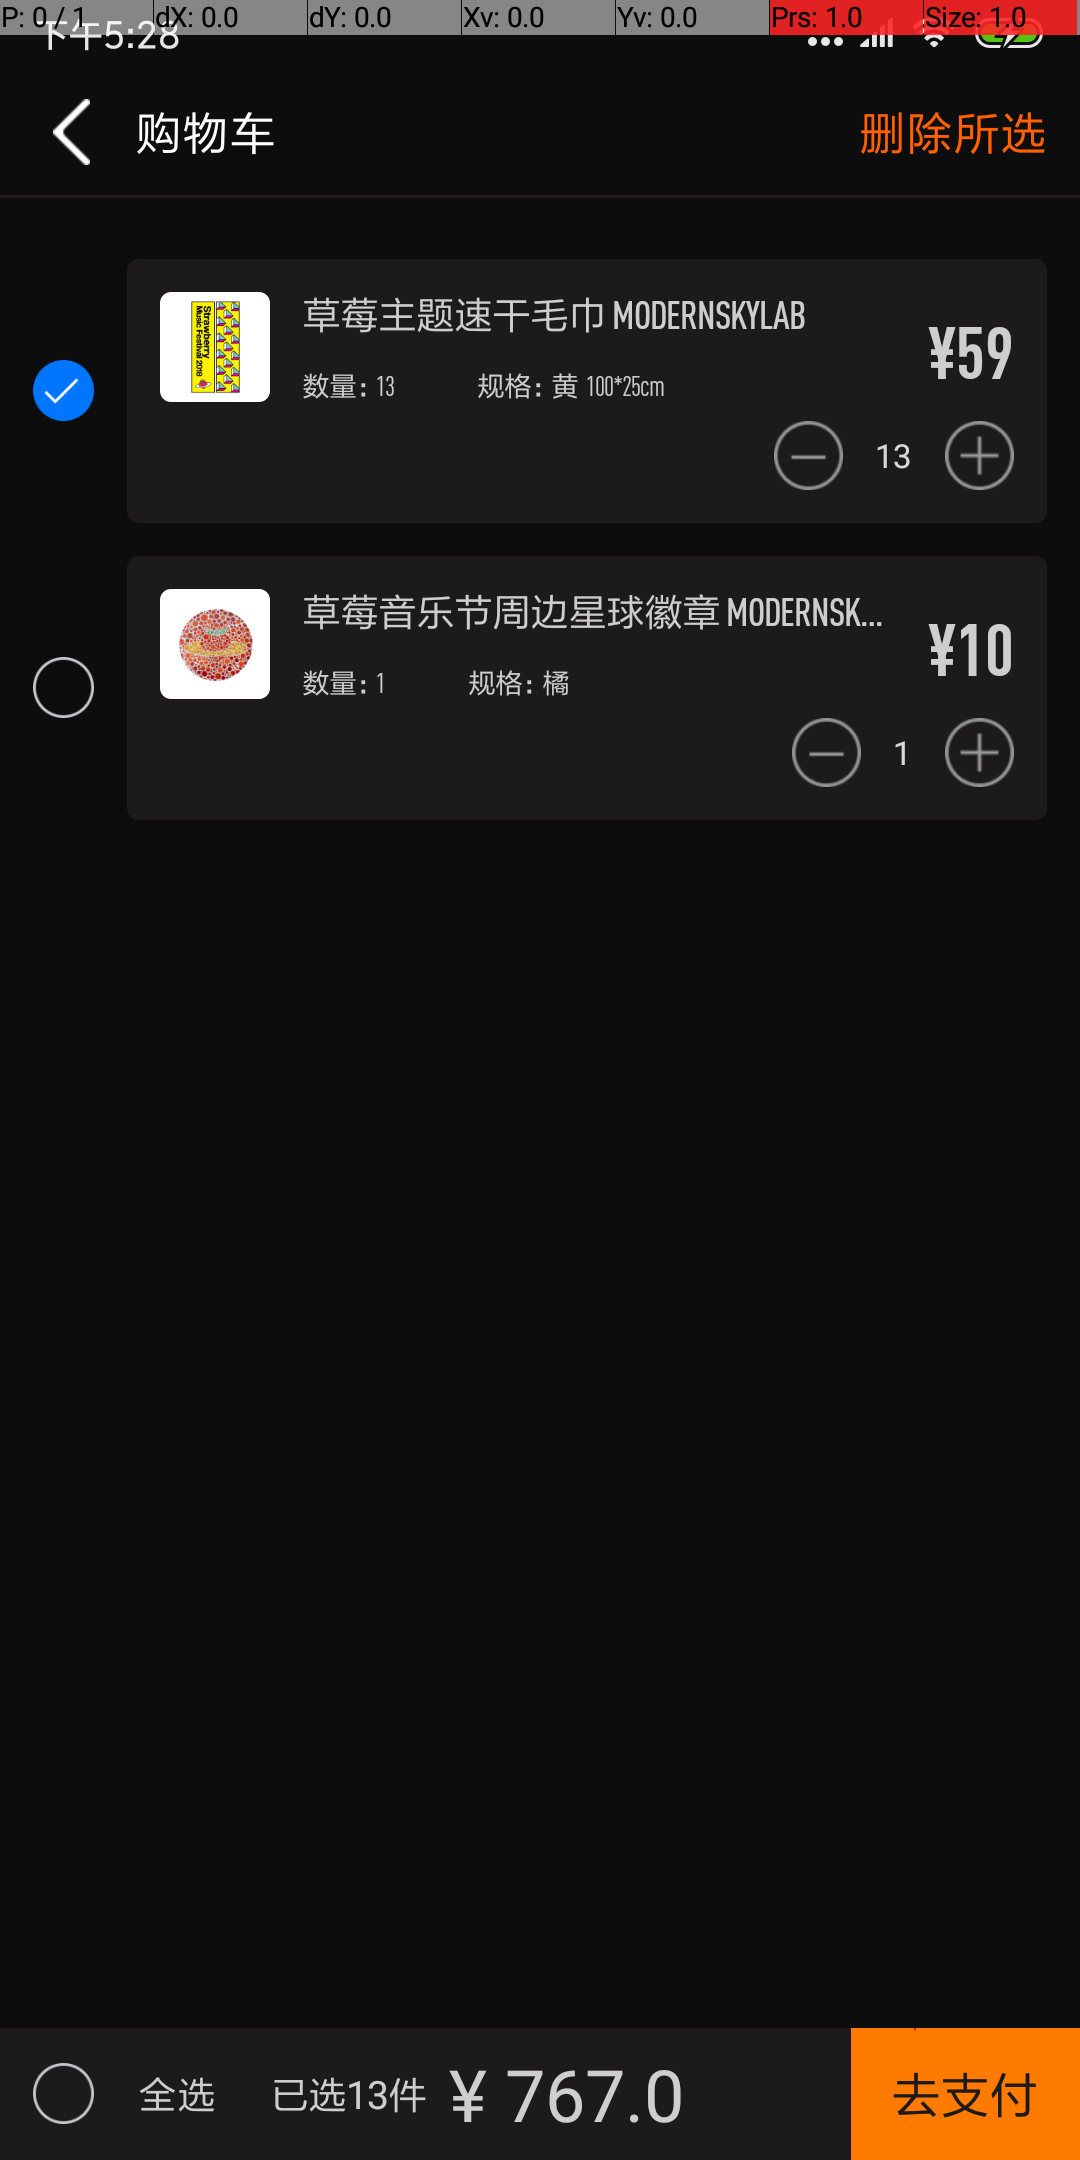 P: 0 / 1 dX: 0.0 dY: 0.0 Xv: 0.0 Yv: 0.0 Prs: 1.0 Size: 1.0
下午5:28
购物车 删除所选
Strawberry
Music Festival 2018
草莓主题速干毛巾 MODERNSKYLAB
¥59
数量: 13 规格: 黄 100*25cm
13
草莓音乐节周边星球徽章 MODERNSK...
¥10
数量: 1 规格: 橘
1
全选 已选13件 ¥ 767.0 去支付